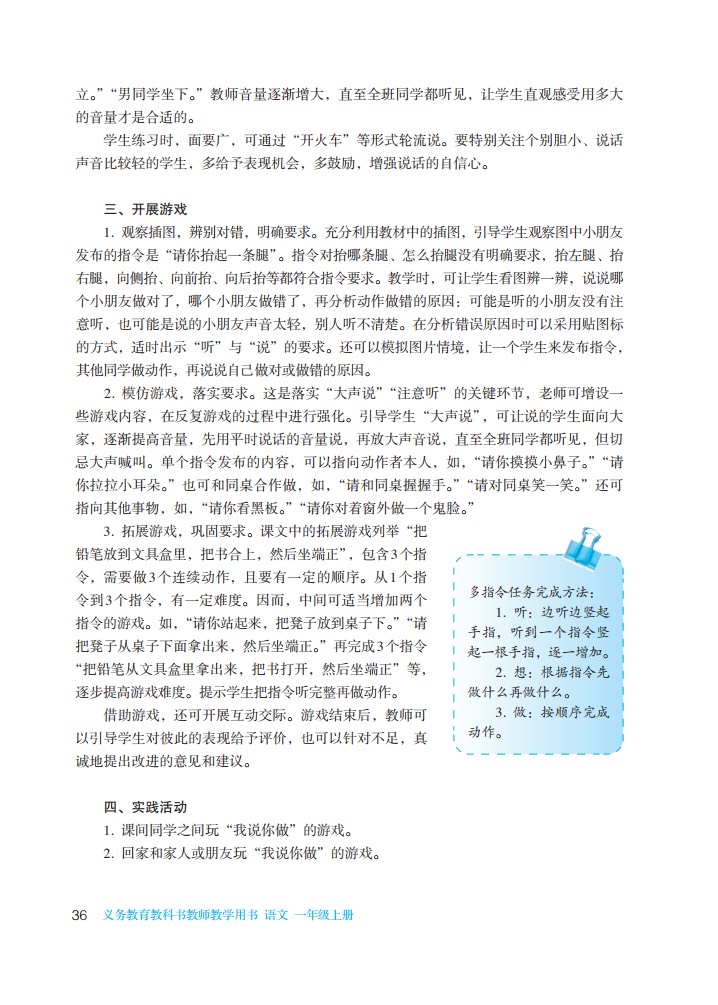 立。”“男同学坐下。”教师音量逐渐增大，直至全班同学都听见，让学生直观感受用多大
的音量才是合适的。
学生练习时，面要广，可通过“开火车”等形式轮流说。要特别关注个别胆小、说话
声音比较轻的学生，多给予表现机会，多鼓励，增强说话的自信心。
三、开展游戏
1. 观察插图，辨别对错，明确要求。充分利用教材中的插图，引导学生观察图中小朋友
发布的指令是“请你抬起一条腿”。指令对抬哪条腿、怎么抬腿没有明确要求，抬左腿、抬
右腿，向侧抬、向前抬、向后抬等都符合指令要求。教学时，可让学生看图辨一辨，说说哪
个小朋友做对了，哪个小朋友做错了，再分析动作做错的原因：可能是听的小朋友没有注
意听，也可能是说的小朋友声音太轻，别人听不清楚。在分析错误原因时可以采用贴图标
的方式，适时出示“听”与“说”的要求。还可以模拟图片情境，让一个学生来发布指令，
其他同学做动作，再说说自己做对或做错的原因。
2. 模仿游戏，落实要求。这是落实“大声说”“注意听”的关键环节，老师可增设一
些游戏内容，在反复游戏的过程中进行强化。引导学生“大声说”，可让说的学生面向大
家，逐渐提高音量，先用平时说话的音量说，再放大声音说，直至全班同学都听见，但切
忌大声喊叫。单个指令发布的内容，可以指向动作者本人，如，“请你摸摸小鼻子。”“请
你拉拉小耳朵。”也可和同桌合作做，如，“请和同桌握握手。”“请对同桌笑一笑。”还可
指向其他事物，如，“请你看黑板。”“请你对着窗外做一个鬼脸。”
3. 拓展游戏，巩固要求。课文中的拓展游戏列举“把
铅笔放到文具盒里，把书合上，然后坐端正”，包含3个指
令，需要做3个连续动作，且要有一定的顺序。从1个指
令到3个指令，有一定难度。因而，中间可适当增加两个
指令的游戏。如，“请你站起来，把凳子放到桌子下。”“请
把凳子从桌子下面拿出来，然后坐端正。”再完成3个指令
“把铅笔从文具盒里拿出来，把书打开，然后坐端正”等，
逐步提高游戏难度。提示学生把指令听完整再做动作。
借助游戏，还可开展互动交际。游戏结束后，教师可
以引导学生对彼此的表现给予评价，也可以针对不足，真
诚地提出改进的意见和建议。
多指令任务完成方法：
1. 听：边听边竖起
手指，听到一个指令竖
起一根手指，逐一增加。
2. 想：根据指令先
做什么再做什么。
3. 做：按顺序完成
动作。
四、实践活动
1. 课间同学之间玩“我说你做”的游戏。
2. 回家和家人或朋友玩“我说你做”的游戏。
36 义务教育教科书教师教学用书 语文 一年级上册